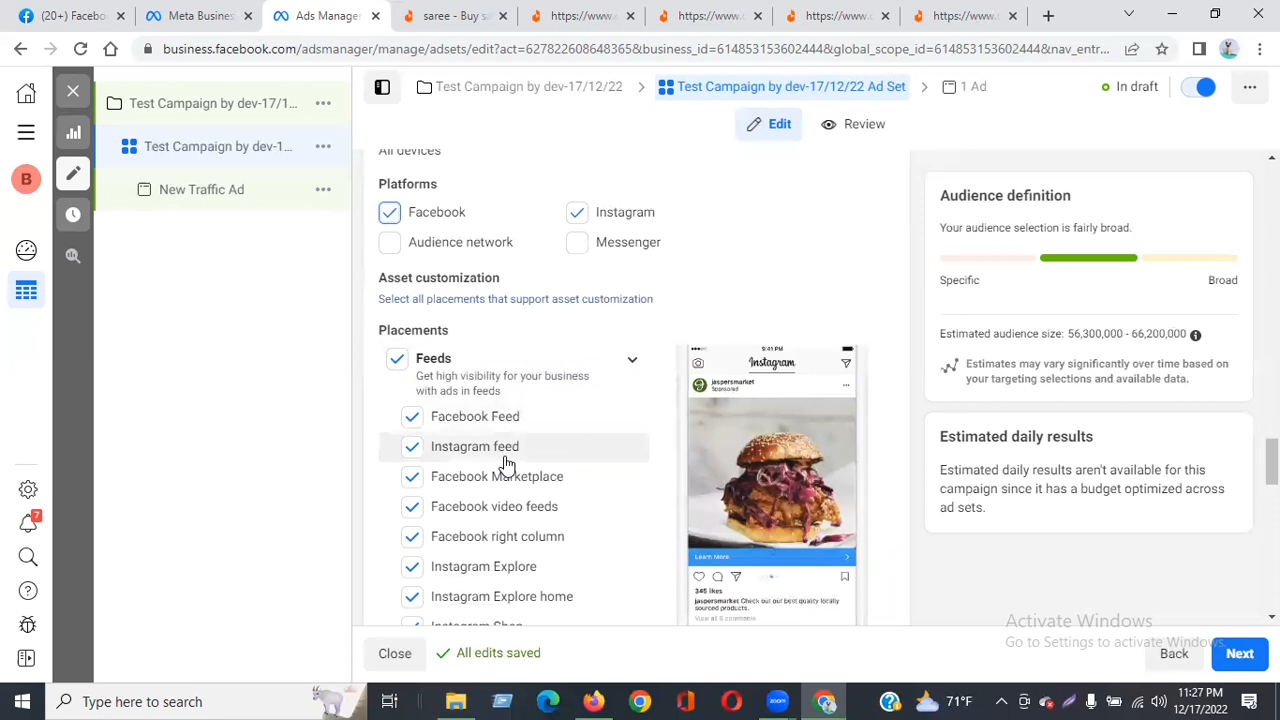 (20+) Facebook
Meta Business
Ads Manage
saree - Buy s
https://www.
https://www.
https://www.
https://www.
business.facebook.com/adsmanager/manage/adsets/edit?act=6278226086483658&business_id=6148531536024448&global_scope_id=6148531536024448&nav_entr...
Test Campaign by dev-17/1...
Test Campaign by dev-1...
New Traffic Ad
B
7
Test Campaign by dev-17/12/22
Test Campaign by dev-17/12/22 Ad Set
1 Ad
In draft
Edit
Review
All devices
Platforms
Facebook
Instagram
Audience network
Messenger
Asset customization
Select all placements that support asset customization
Placements
Feeds
Get high visibility for your business
with ads in feeds
Facebook Feed
Instagram feed
Facebook Marketplace
Facebook video feeds
Facebook right column
Instagram Explore
Instagram Explore home
Instagram Shop
9:41 PM
Instagram
jaspersmarket
Sponsored
Learn More
345 likes
jaspersmarket Check out our best quality locally
sourced products.
Audience definition
Your audience selection is fairly broad.
Specific
Broad
Estimated audience size: 56,300,000 - 66,200,000
Estimates may vary significantly over time based on
your targeting selections and available data.
Estimated daily results
Estimated daily results aren't available for this
campaign since it has a budget optimized across
ad sets.
Activate Windows
Go to Settings to activate Windows.
Close
All edits saved
Back
Next
Type here to search
71°F
11:27 PM
12/17/2022